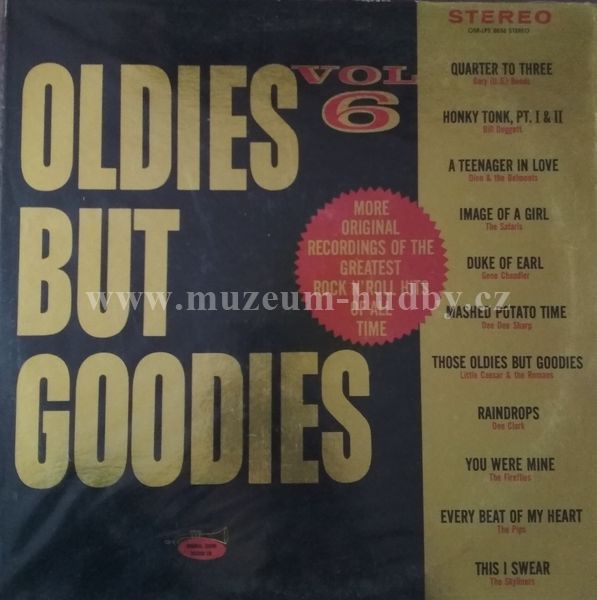 STEREO
OLDIES
BUT
GOODIES
VOL
6
MORE
ORIGINAL
RECORDINGS OF THE
GREATEST
ROCK N' ROLL HITS
OF ALL
TIME
www.muzeum-hudby.cz
QUARTER TO THREE
Gary (U.S.) Bonds
HONKY TONK, PT. I & II
Bill Doggett
A TEENAGER IN LOVE
Dion & the Belmonts
IMAGE OF A GIRL
The Safaris
DUKE OF EARL
Gene Chandler
MASHED POTATO TIME
Dee Dee Sharp
THOSE OLDIES BUT GOODIES
Little Caesar & the Romans
RAINDROPS
Dee Clark
YOU WERE MINE
The Fireflies
EVERY BEAT OF MY HEART
The Pips
THIS I SWEAR
The Skyliners